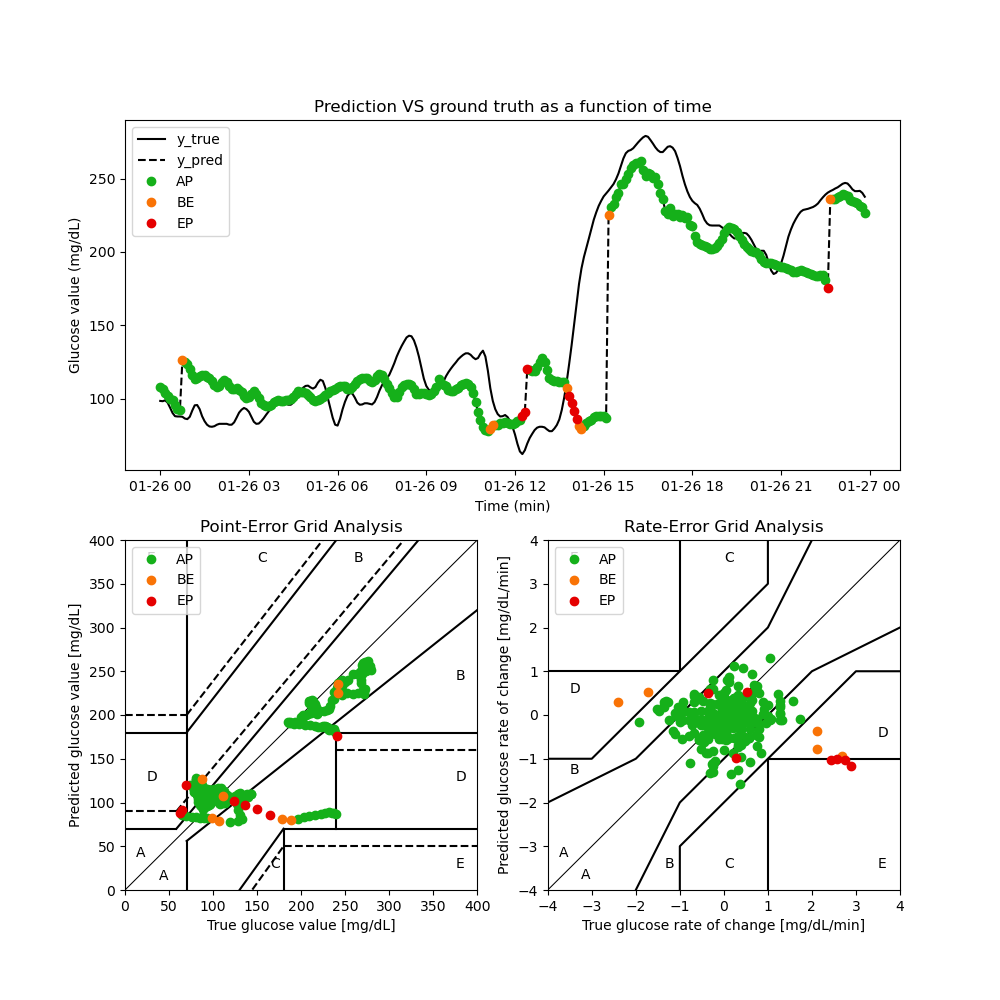 Prediction VS ground truth as a function of time
y_true
y_pred
AP
BE
EP
Glucose value (mg/dL)
250
200
150
100
01-26 00 01-26 03 01-26 06 01-26 09 01-26 12 01-26 15 01-26 18 01-26 21 01-27 00
Time (min)
Point-Error Grid Analysis
AP
BE
EP
C
B
B
D
D
A
A
C
E
Predicted glucose value [mg/dL]
400
350
300
250
200
150
100
50
0
0 50 100 150 200 250 300 350 400
True glucose value [mg/dL]
Rate-Error Grid Analysis
AP
BE
EP
C
D
D
B
A
A
B
C
E
Predicted glucose rate of change [mg/dL/min]
4
3
2
1
0
−1
−2
−3
−4
−4 −3 −2 −1 0 1 2 3 4
True glucose rate of change [mg/dL/min]